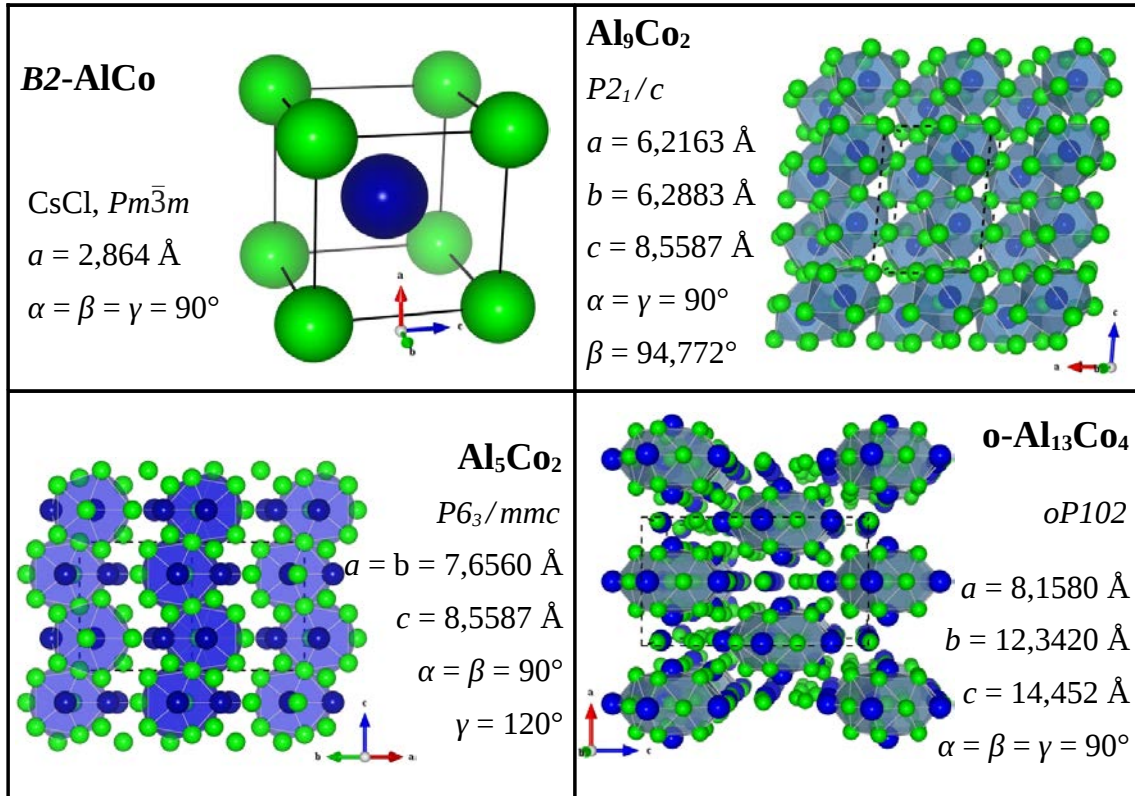 B2-AlCo
CsCl, Pm3̄m
a = 2,864 Å
α = β = γ = 90°
a
c
b
Al₉Co₂
P2₁/c
a = 6,2163 Å
b = 6,2883 Å
c = 8,5587 Å
α = γ = 90°
β = 94,772°
c
a
b
Al₅Co₂
P6₃/mmc
a = b = 7,6560 Å
c = 8,5587 Å
α = β = 90°
γ = 120°
c
b
a
o-Al₁₃Co₄
oP102
a = 8,1580 Å
b = 12,3420 Å
c = 14,452 Å
α = β = γ = 90°
a
b
c